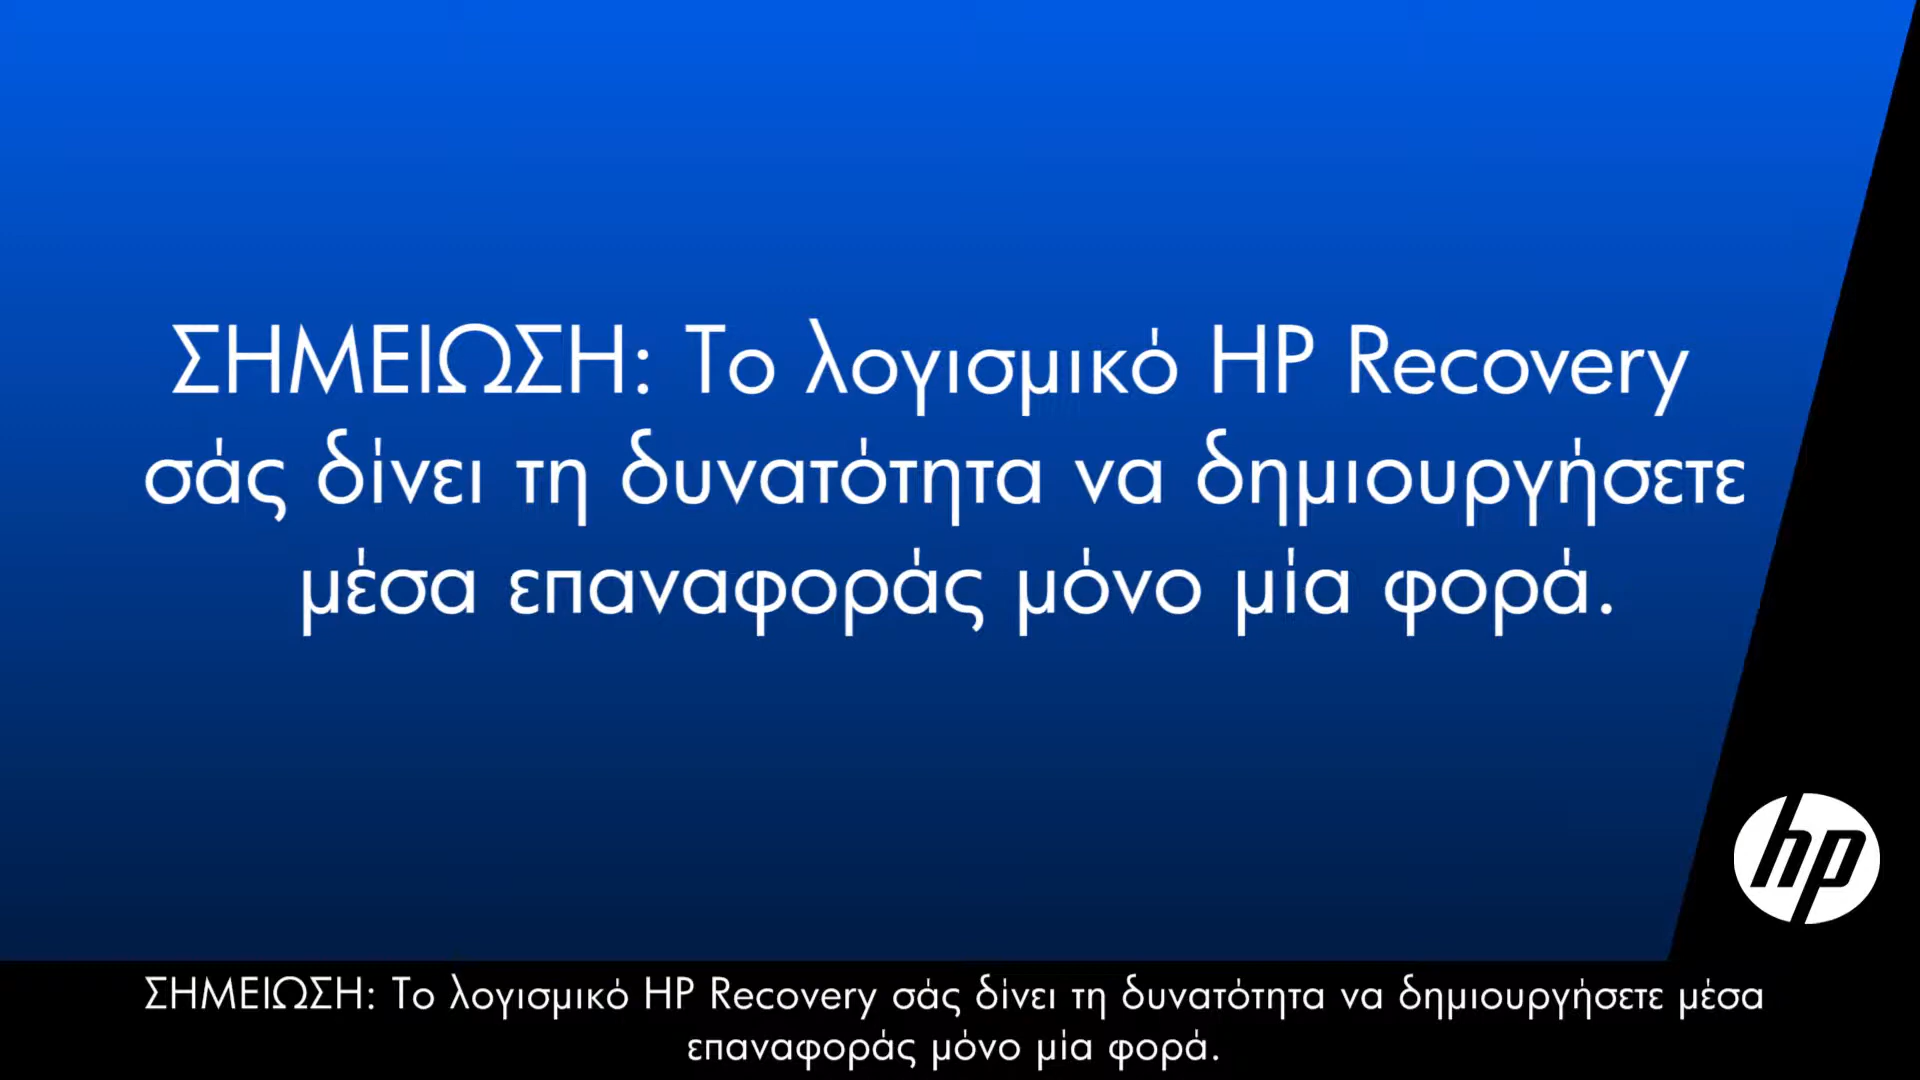 ΣΗΜΕΙΩΣΗ: Το λογισμικό HP Recovery
σάς δίνει τη δυνατότητα να δημιουργήσετε
μέσα επαναφοράς μόνο μία φορά.
hp
ΣΗΜΕΙΩΣΗ: Το λογισμικό HP Recovery σάς δίνει τη δυνατότητα να δημιουργήσετε μέσα
επαναφοράς μόνο μία φορά.